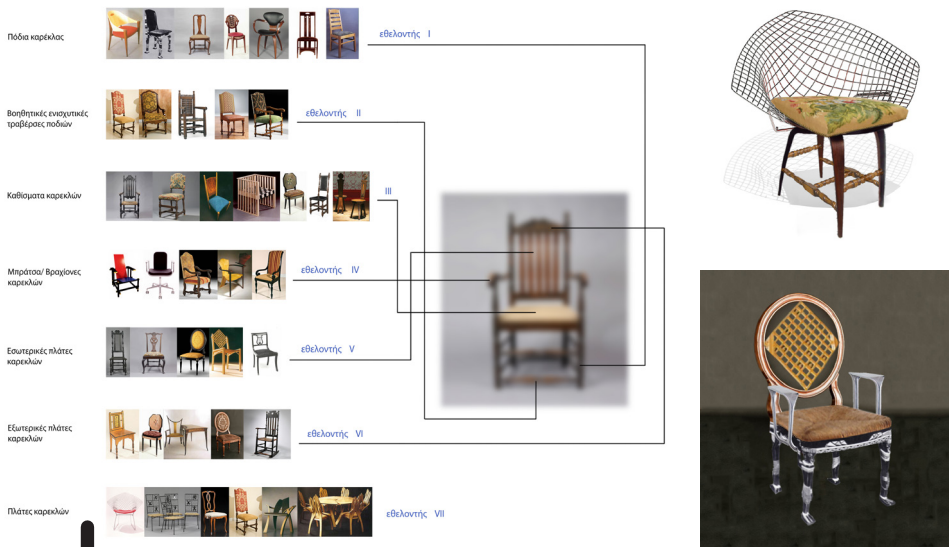 Πόδια καρέκλας
εθελοντής I
Βοηθητικές ενισχυτικές
τραβέρσες ποδιών
εθελοντής II
Καθίσματα καρεκλών
III
Μπράτσα/ Βραχίονες
καρεκλών
εθελοντής IV
Εσωτερικές πλάτες
καρεκλών
εθελοντής V
Εξωτερικές πλάτες
καρεκλών
εθελοντής VI
Πλάτες καρεκλών
εθελοντής VII